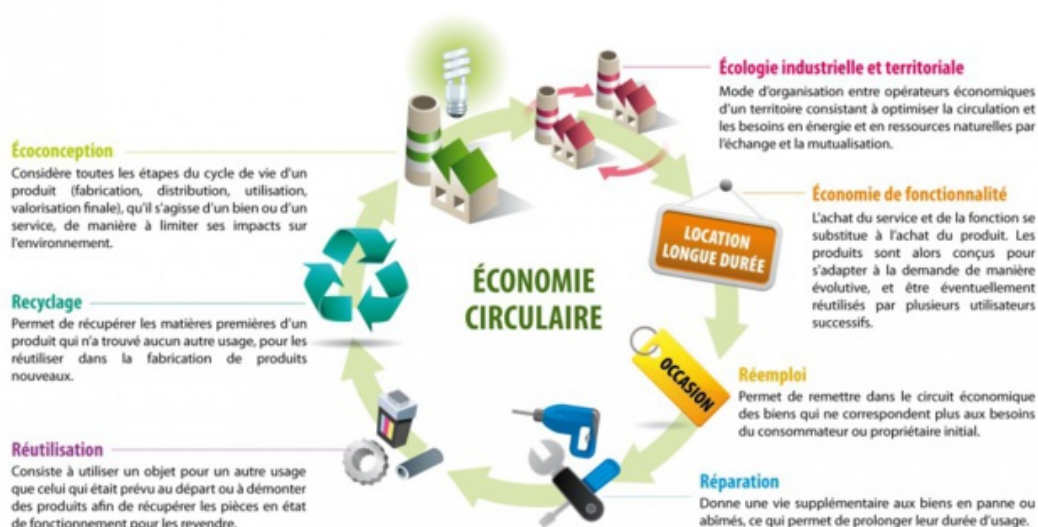 Écologie industrielle et territoriale
Mode d'organisation entre opérateurs économiques
d'un territoire consistant à optimiser la circulation et
les besoins en énergie et en ressources naturelles par
l'échange et la mutualisation.
Économie de fonctionnalité
L'achat du service et de la fonction se
substitue à l'achat du produit. Les
produits sont alors conçus pour
s'adapter à la demande de manière
évolutive, et être éventuellement
réutilisés par plusieurs utilisateurs
successifs.
LOCATION
LONGUE DURÉE
Réemploi
Permet de remettre dans le circuit économique
des biens qui ne correspondent plus aux besoins
du consommateur ou propriétaire initial.
OCCASION
Réparation
Donne une vie supplémentaire aux biens en panne ou
abîmés, ce qui permet de prolonger leur durée d'usage.
Réutilisation
Consiste à utiliser un objet pour un autre usage
que celui qui était prévu au départ ou à démonter
des produits afin de récupérer les pièces en état
de fonctionnement pour les revendre.
Recyclage
Permet de récupérer les matières premières d'un
produit qui n'a trouvé aucun autre usage, pour les
réutiliser dans la fabrication de produits
nouveaux.
Écoconception
Considère toutes les étapes du cycle de vie d'un
produit (fabrication, distribution, utilisation,
valorisation finale), qu'il s'agisse d'un bien ou d'un
service, de manière à limiter ses impacts sur
l'environnement.
ÉCONOMIE
CIRCULAIRE